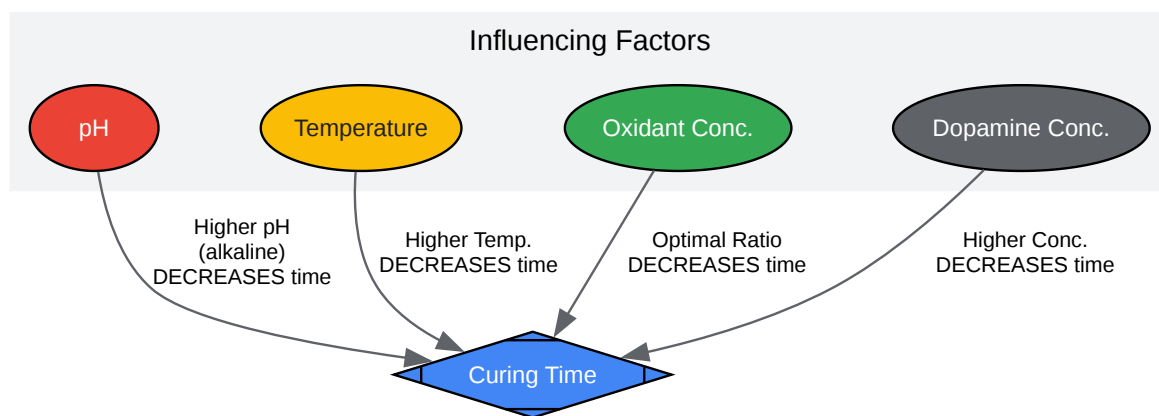 Influencing Factors
pH
Temperature
Oxidant Conc.
Dopamine Conc.
Higher pH
(alkaline)
DECREASES time
Higher Temp.
DECREASES time
Optimal Ratio
DECREASES time
Higher Conc.
DECREASES time
Curing Time